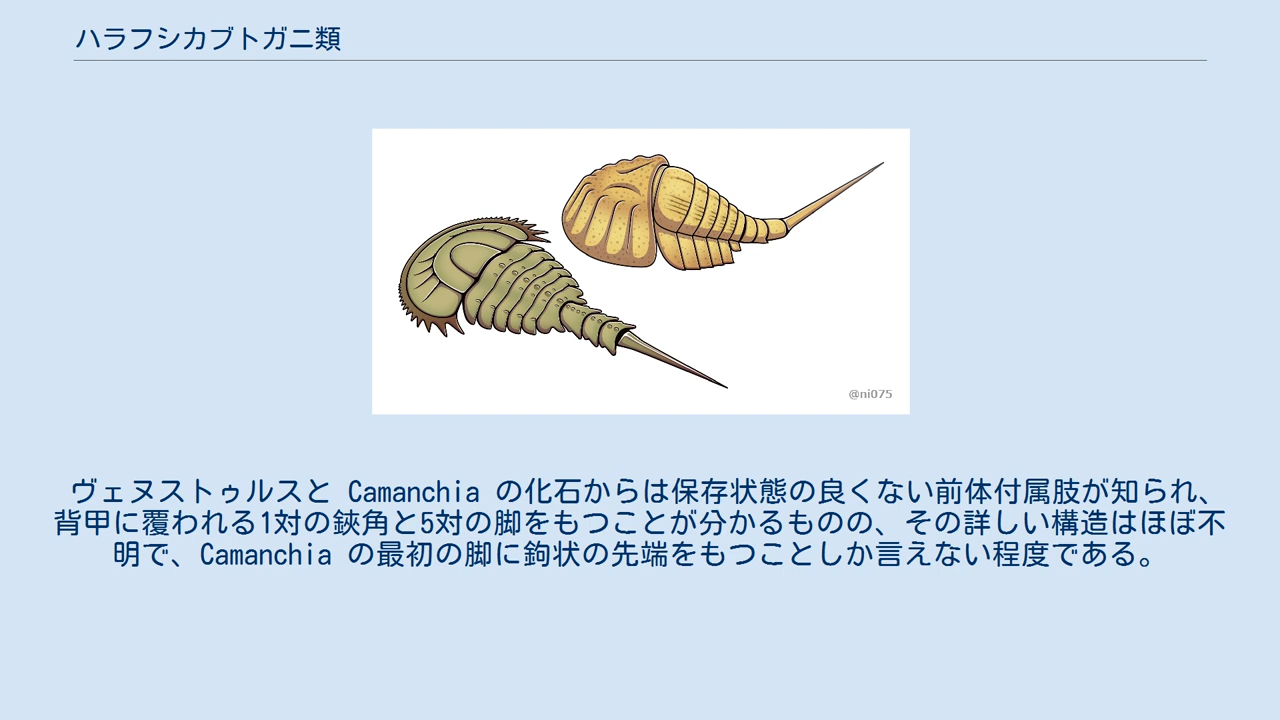 ハラフシカブトガニ類
@ni075
ヴェヌストゥルスと Camanchia の化石からは保存状態の良くない前体付属肢が知られ、
背甲に覆われる1対の鋏角と5対の脚をもつことが分かるものの、その詳しい構造はほぼ不
明で、Camanchia の最初の脚に鉤状の先端をもつことしか言えない程度である。